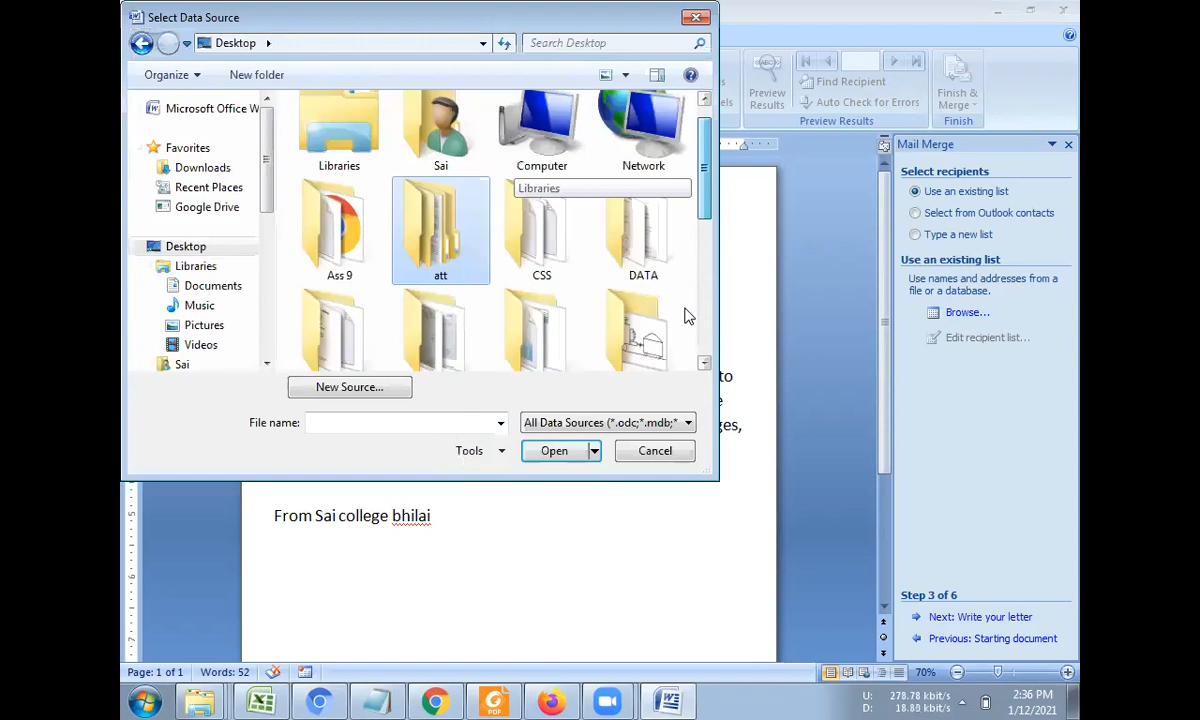 Select Data Source
Desktop
Search Desktop
Organize
New folder
Microsoft Office W
Favorites
Downloads
Recent Places
Google Drive
Desktop
Libraries
Documents
Music
Pictures
Videos
Sai
Libraries
Sai
Computer
Network
Libraries
Ass 9
att
CSS
DATA
New Source...
File name:
All Data Sources (*.odc;*.mdb;*
Tools
Open
Cancel
Preview
Results
Find Recipient
Auto Check for Errors
Preview Results
Finish &
Merge
Finish
Mail Merge
Select recipients
Use an existing list
Select from Outlook contacts
Type a new list
Use an existing list
Use names and addresses from a
file or a database.
Browse...
Edit recipient list...
Step 3 of 6
Next: Write your letter
Previous: Starting document
to
ges,
From Sai college bhilai
Page: 1 of 1
Words: 52
70%
PDF
U: 278.78 kbit/s
D: 18.89 kbit/s
2:36 PM
1/12/2021